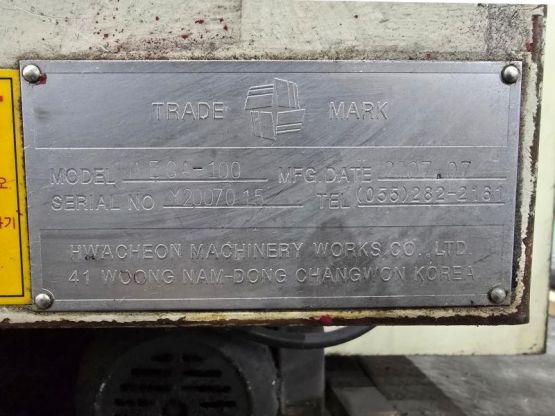 TRADE MARK
MODEL MEGA-100 MFG.DATE 2007.07
SERIAL NO TEL (055)282-2161
HWACHEON MACHINERY WORKS CO., LTD.
41 WOONG NAM-DONG CHANGWON KOREA